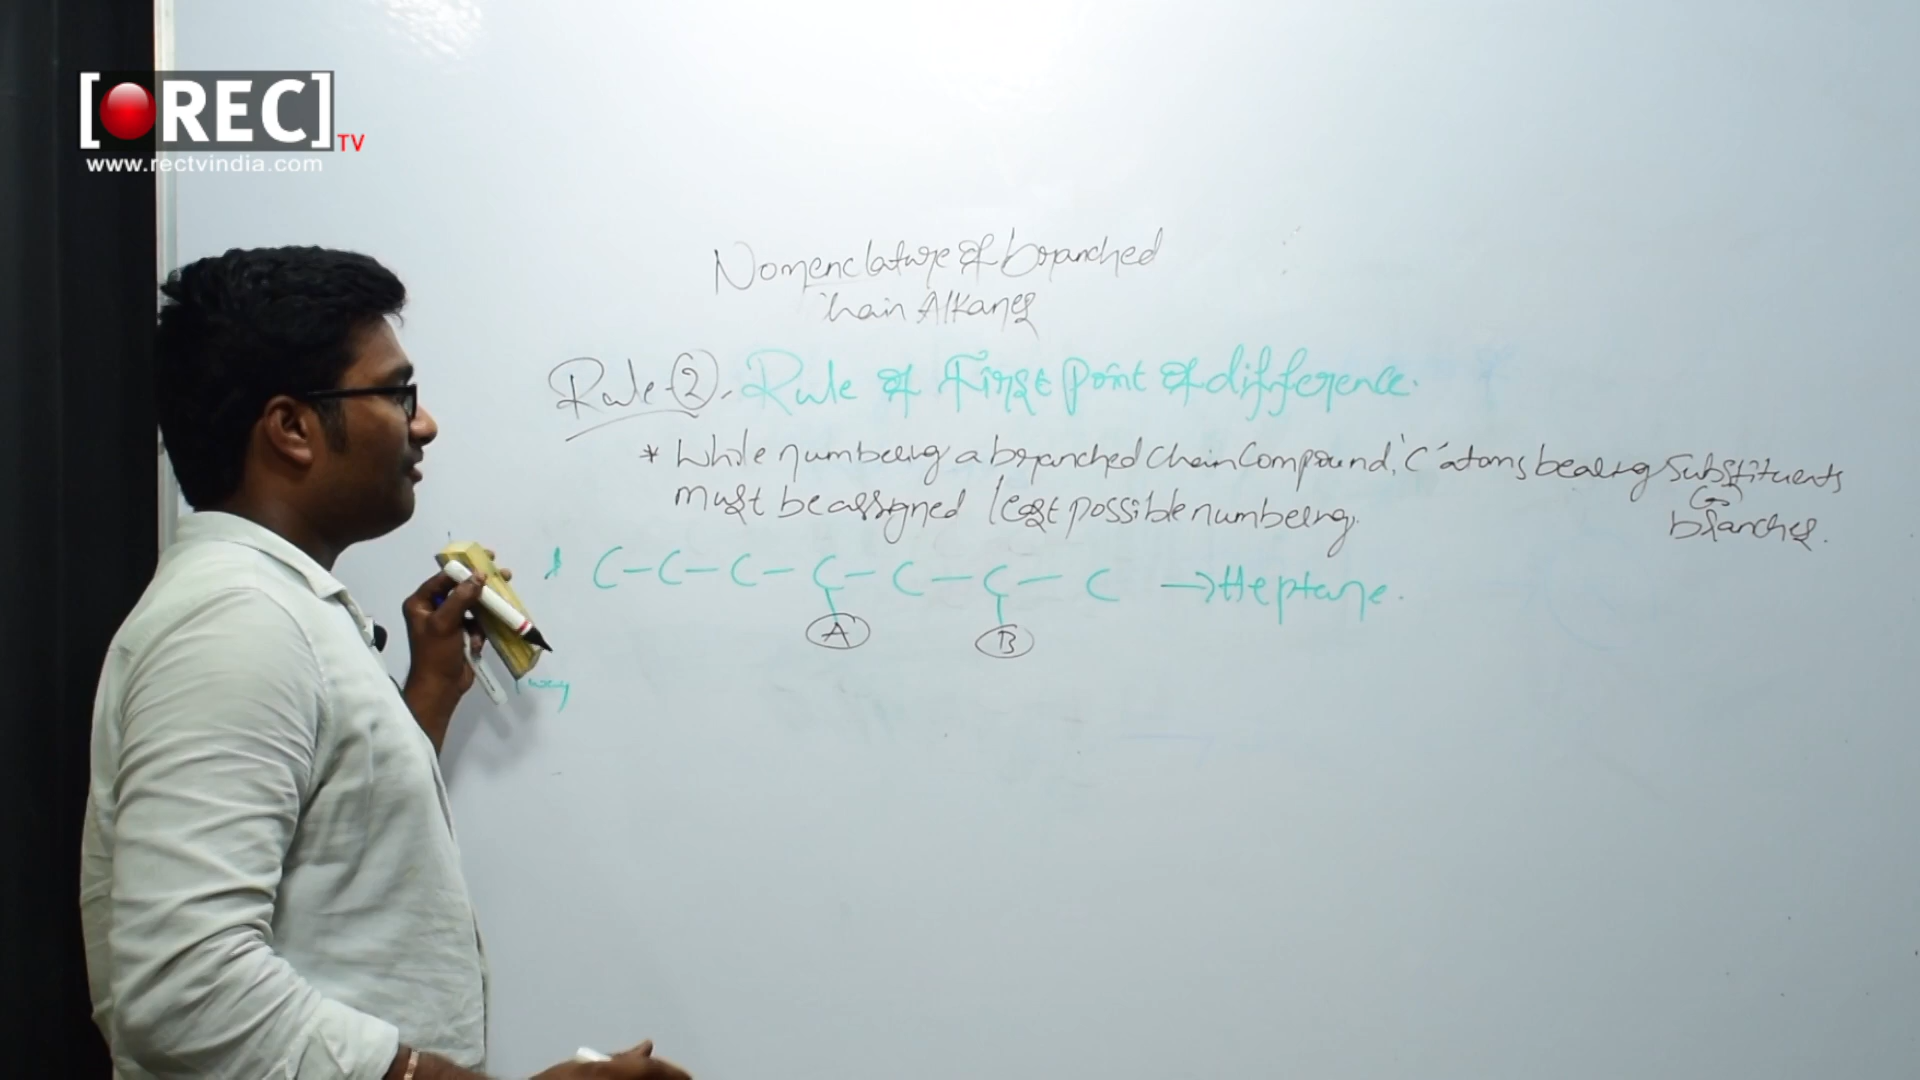 [REC] TV
www.rectvindia.com
Nomenclature of branched
chain Alkanes
Rule-②. Rule of First point of difference.
* While numbering a branched chain compound, 'C' atoms bearing substituents
must be assigned least possible numbering.
branches.
C-C-C-C-C-C-C → Heptane.
A B
way